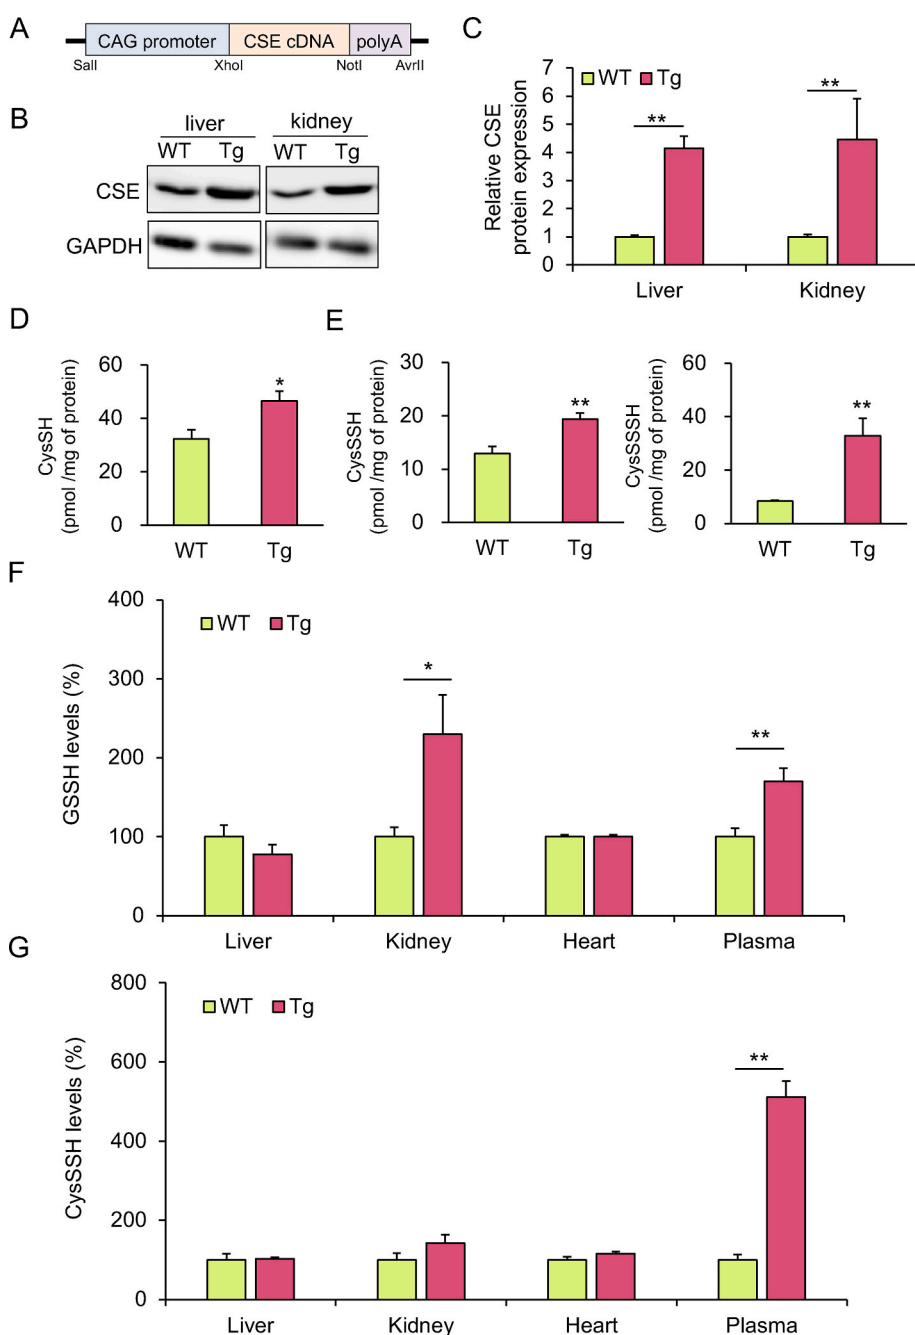 A
CAG promoter CSE cDNA polyA
SalI XhoI NotI AvrII
B
liver kidney
WT Tg WT Tg
CSE
GAPDH
C
WT Tg
Relative CSE
protein expression
7
6
5
4
3
2
1
0
** **
Liver Kidney
D
CysSH
(pmol /mg of protein)
60
40
20
0
*
WT Tg
E
CysSSH
(pmol /mg of protein)
30
20
10
0
**
WT Tg
CysSSSH
(pmol /mg of protein)
60
40
20
0
**
WT Tg
F
GSSH levels (%)
400
300
200
100
0
WT Tg
* **
Liver Kidney Heart Plasma
G
CysSSH levels (%)
800
600
400
200
0
WT Tg
**
Liver Kidney Heart Plasma